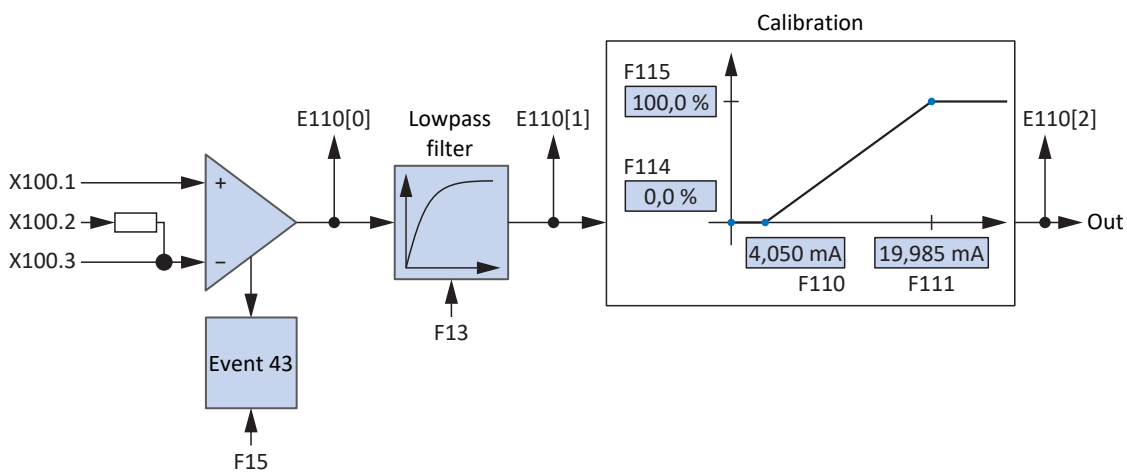 Calibration
F115
100,0 %
E110[0]
Lowpass
filter
E110[1]
E110[2]
F114
0,0 %
X100.1
+
X100.2
X100.3
−
Out
4,050 mA
19,985 mA
F110
F111
F13
Event 43
F15